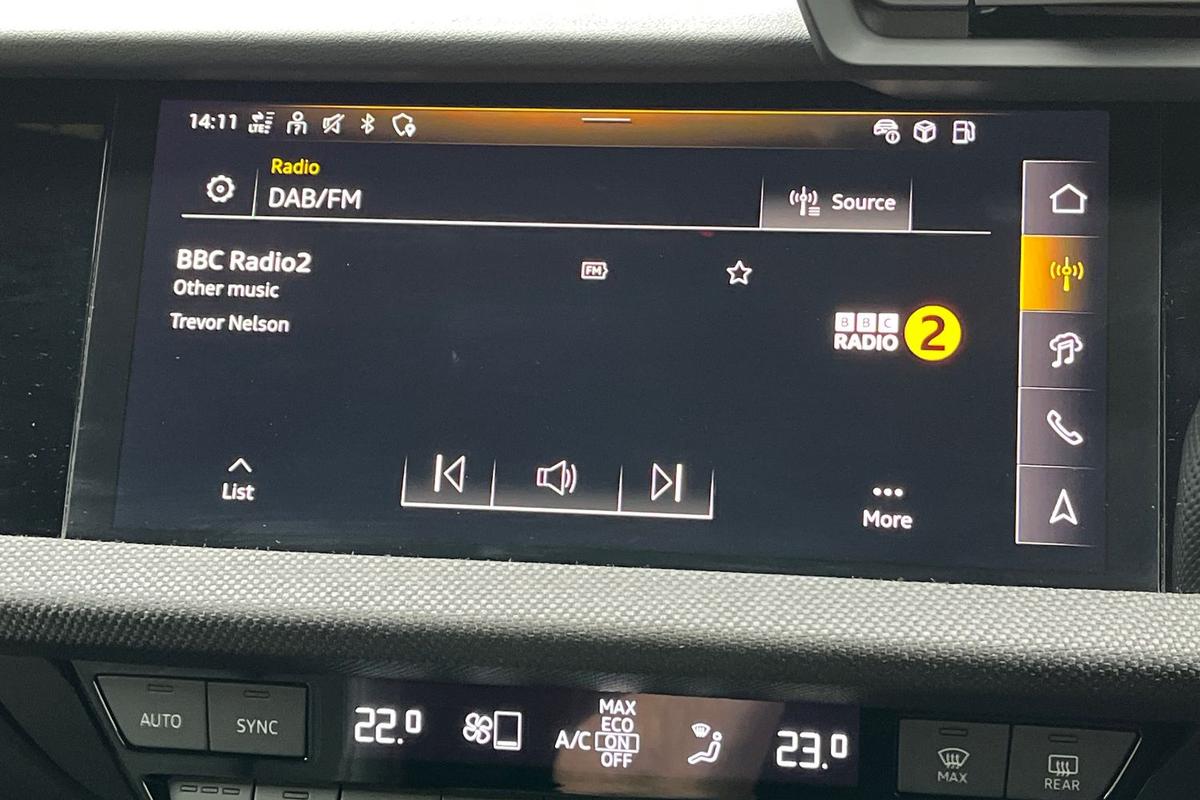 14:11 LTE
Radio
DAB/FM
Source
BBC Radio2
FM
Other music
Trevor Nelson
BBC
RADIO 2
List
More
AUTO
SYNC
22.0
A/C
MAX
ECO
ON
OFF
23.0
MAX
REAR